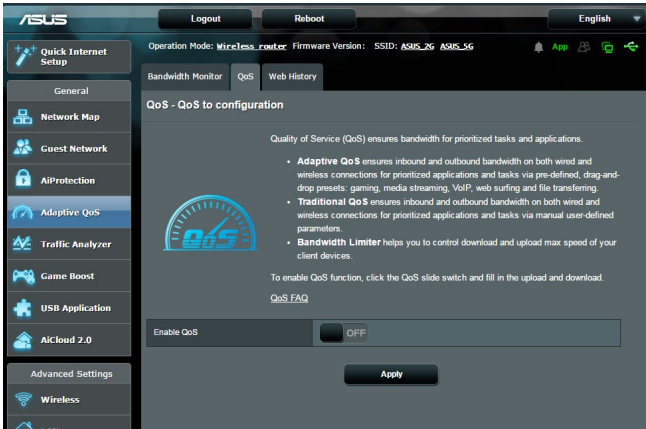 ASUS
Logout
Reboot
English
Quick Internet
Setup
General
Network Map
Guest Network
AiProtection
Adaptive QoS
Traffic Analyzer
Game Boost
USB Application
AiCloud 2.0
Advanced Settings
Wireless
Operation Mode: Wireless router Firmware Version: SSID: ASUS_2G ASUS_5G
App
Bandwidth Monitor
QoS
Web History
QoS - QoS to configuration
QoS
Quality of Service (QoS) ensures bandwidth for prioritized tasks and applications.
• Adaptive QoS ensures inbound and outbound bandwidth on both wired and
wireless connections for prioritized applications and tasks via pre-defined, drag-and-
drop presets: gaming, media streaming, VoIP, web surfing and file transferring.
• Traditional QoS ensures inbound and outbound bandwidth on both wired and
wireless connections for prioritized applications and tasks via manual user-defined
parameters.
• Bandwidth Limiter helps you to control download and upload max speed of your
client devices.
To enable QoS function, click the QoS slide switch and fill in the upload and download.
QoS FAQ
Enable QoS
OFF
Apply